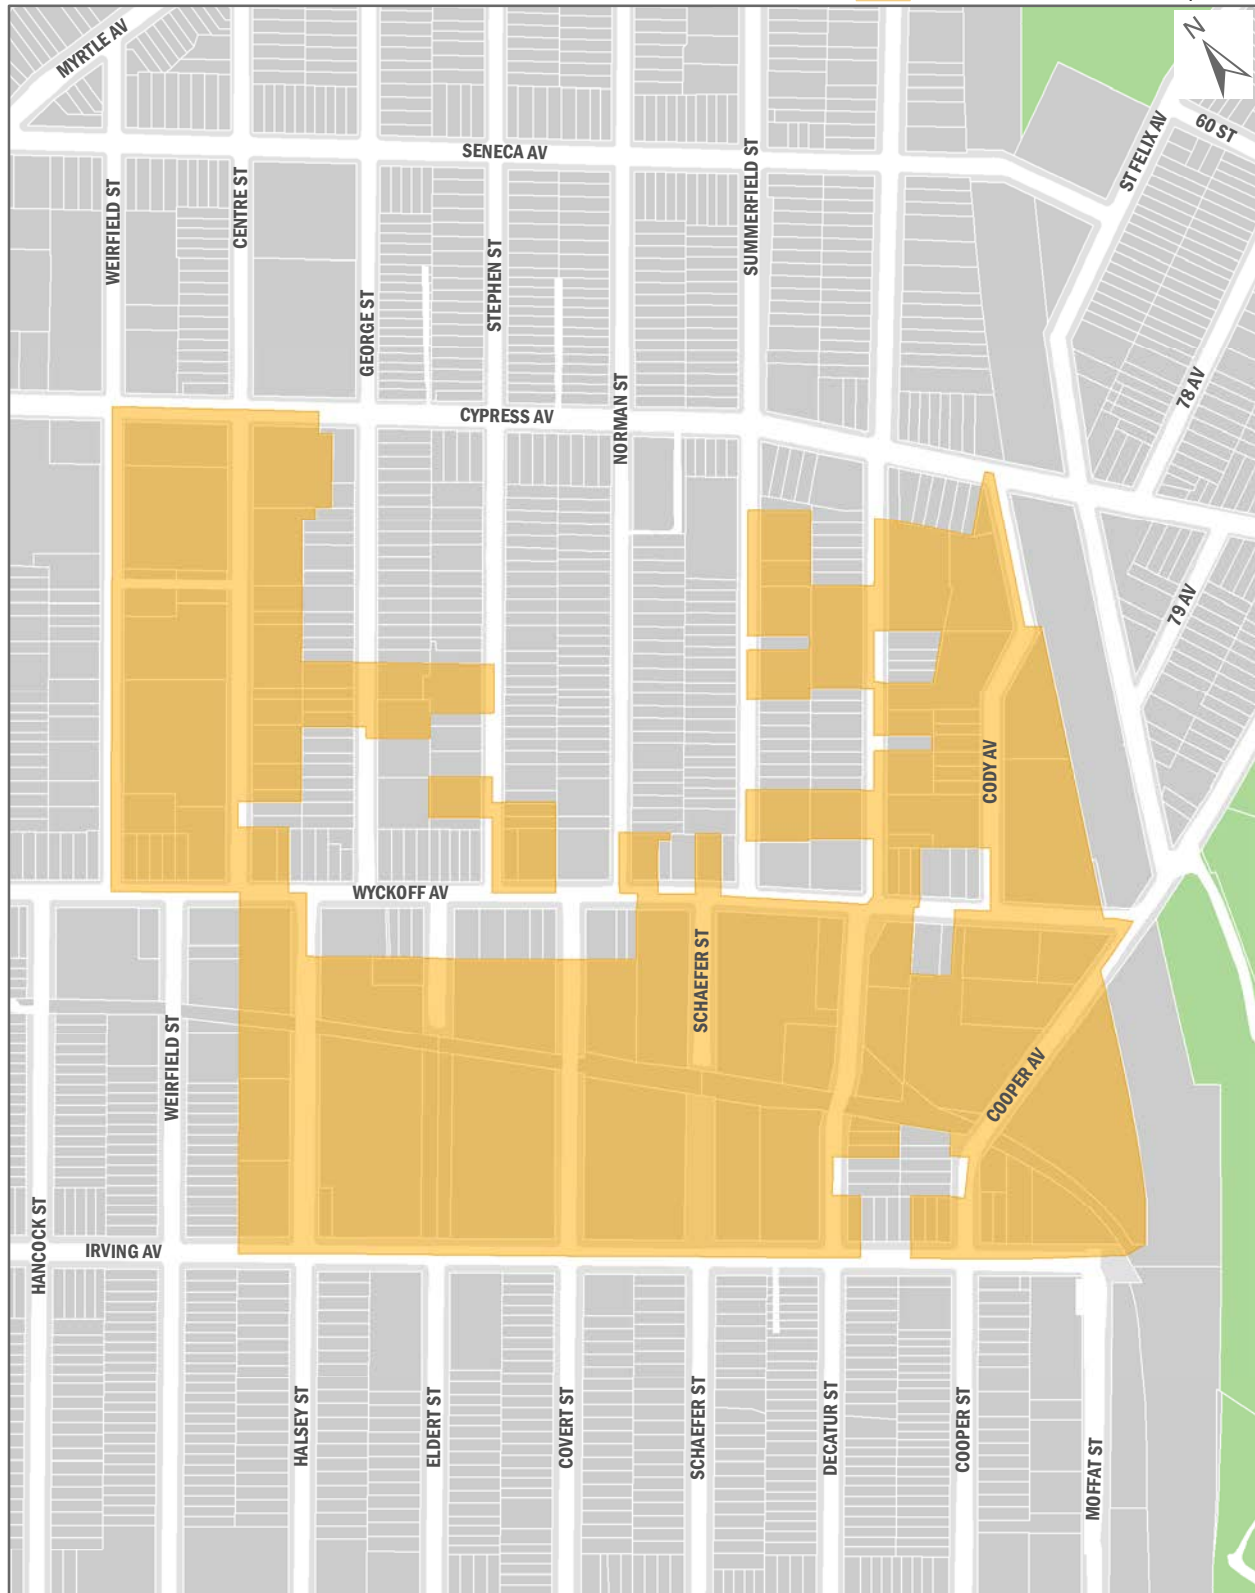 N
MYRTLE AV
60 ST
ST FELIX AV
SENECA AV
SUMMERFIELD ST
CENTRE ST
WEIRFIELD ST
STEPHEN ST
GEORGE ST
78 AV
NORMAN ST
CYPRESS AV
79 AV
CODY AV
WYCKOFF AV
SCHAEFER ST
WEIRFIELD ST
COOPER AV
HANCOCK ST
IRVING AV
HALSEY ST
ELDERT ST
COVERT ST
SCHAEFER ST
DECATUR ST
COOPER ST
MOFFAT ST